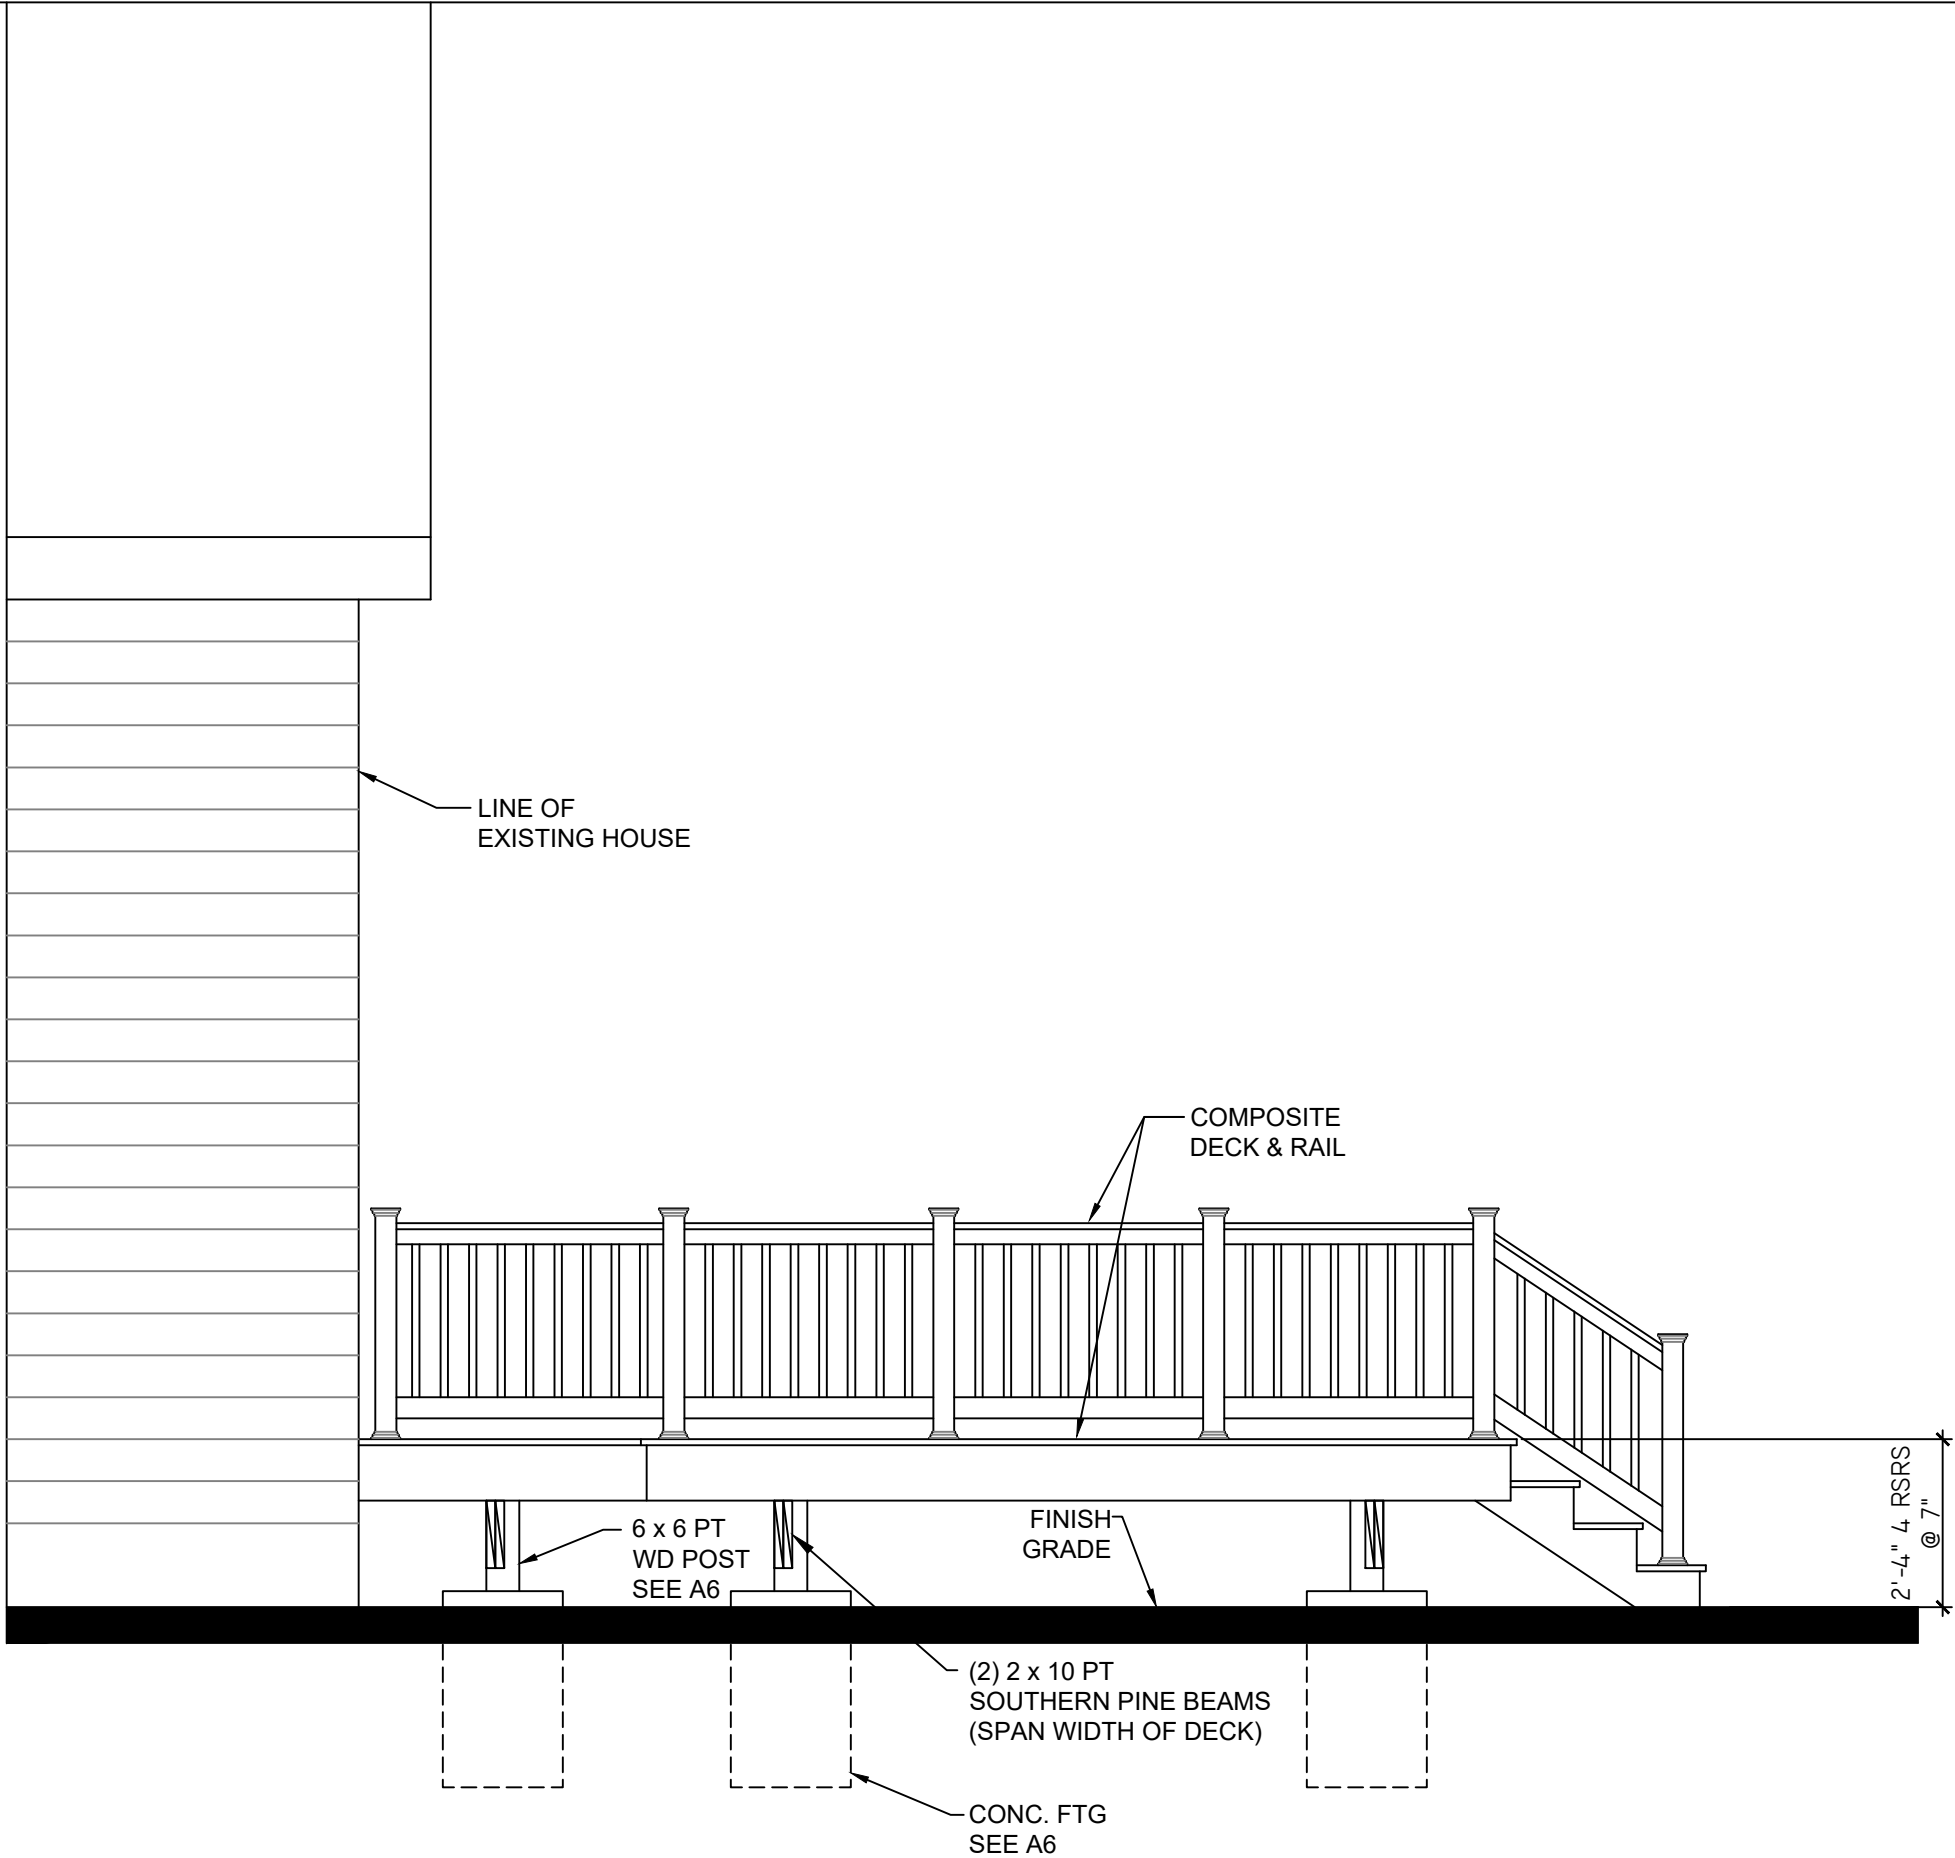 LINE OF
EXISTING HOUSE
COMPOSITE
DECK & RAIL
6 x 6 PT
WD POST
SEE A6
FINISH
GRADE
2'-4" 4 RSRS
@ 7"
(2) 2 x 10 PT
SOUTHERN PINE BEAMS
(SPAN WIDTH OF DECK)
CONC. FTG
SEE A6